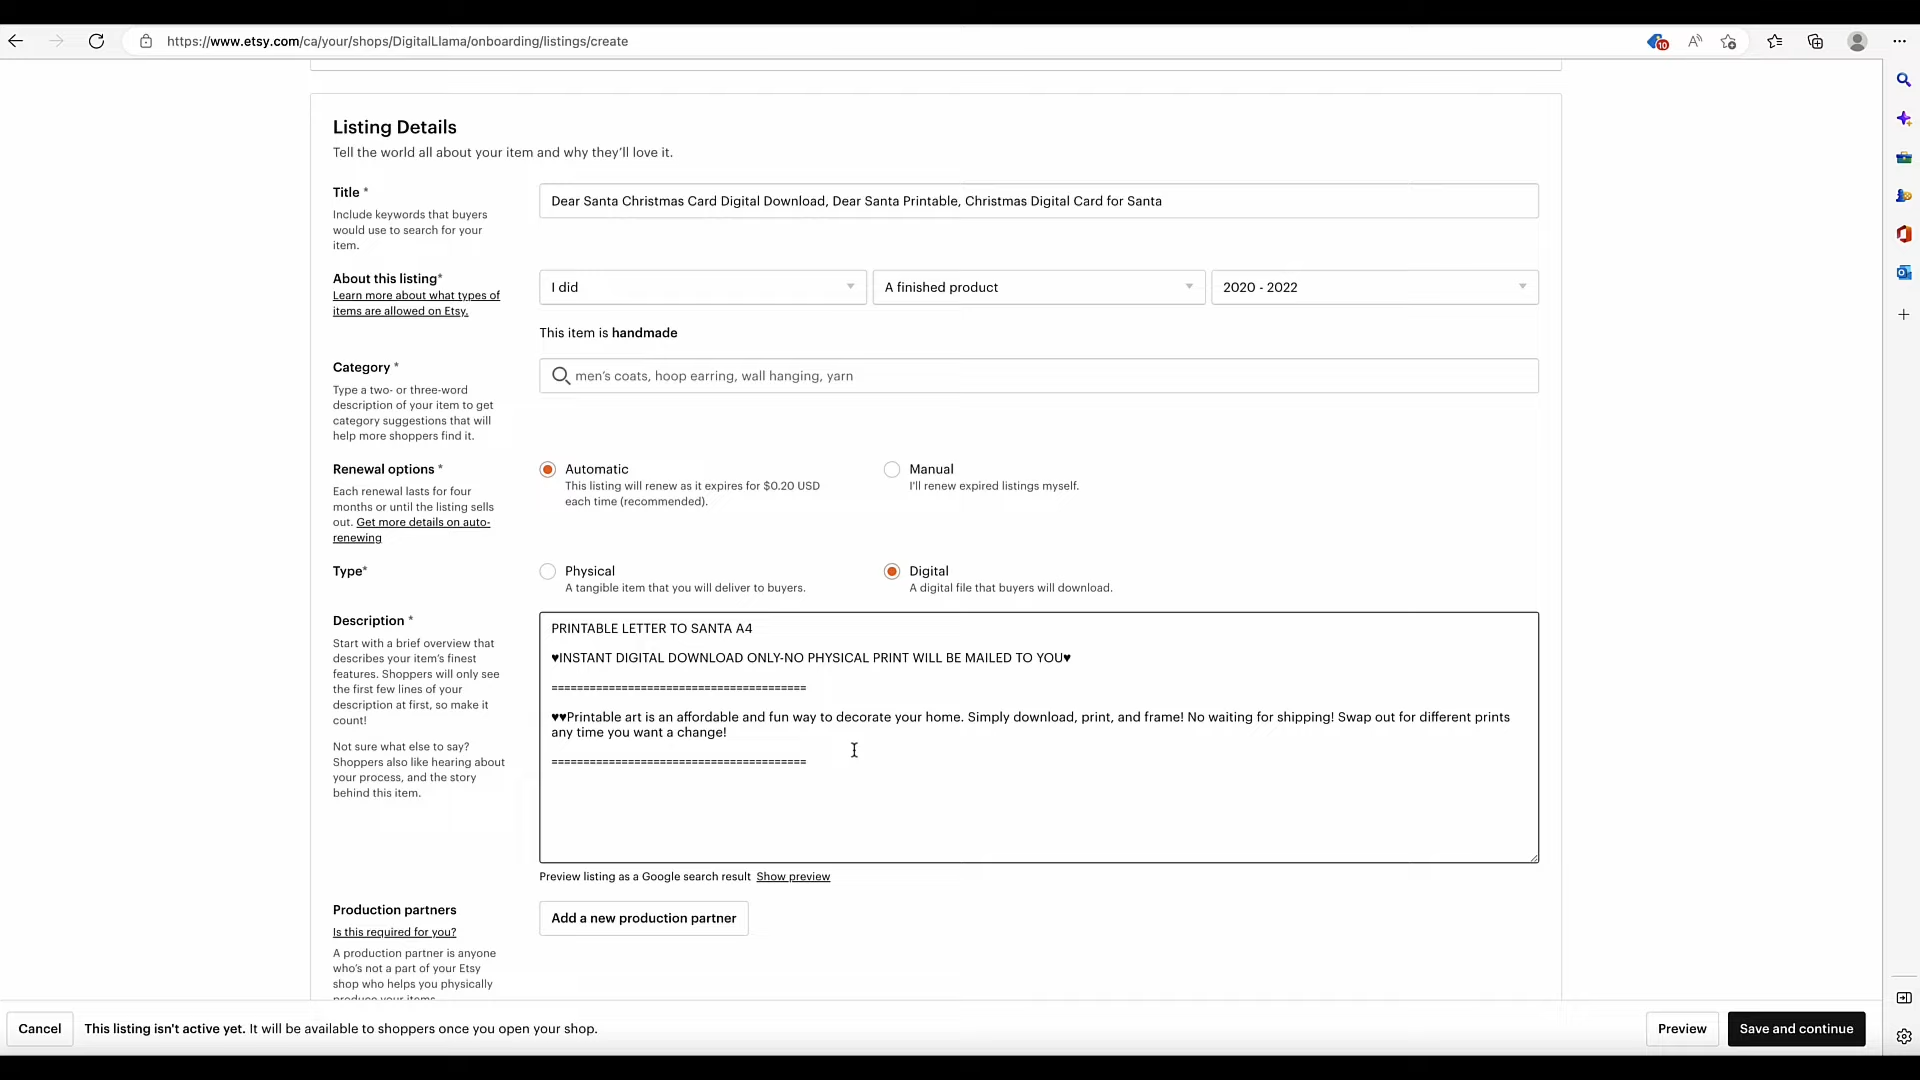 https://www.etsy.com/ca/your/shops/DigitalLlama/onboarding/listings/create
10
Listing Details
Tell the world all about your item and why they'll love it.
Title *
Include keywords that buyers
would use to search for your
item.
Dear Santa Christmas Card Digital Download, Dear Santa Printable, Christmas Digital Card for Santa
About this listing*
Learn more about what types of
items are allowed on Etsy.
I did
A finished product
2020 - 2022
This item is handmade
Category *
Type a two- or three-word
description of your item to get
category suggestions that will
help more shoppers find it.
men's coats, hoop earring, wall hanging, yarn
Renewal options *
Each renewal lasts for four
months or until the listing sells
out. Get more details on auto-
renewing
Automatic
This listing will renew as it expires for $0.20 USD
each time (recommended).
Manual
I'll renew expired listings myself.
Type*
Physical
A tangible item that you will deliver to buyers.
Digital
A digital file that buyers will download.
Description *
Start with a brief overview that
describes your item's finest
features. Shoppers will only see
the first few lines of your
description at first, so make it
count!
Not sure what else to say?
Shoppers also like hearing about
your process, and the story
behind this item.
PRINTABLE LETTER TO SANTA A4
♥INSTANT DIGITAL DOWNLOAD ONLY-NO PHYSICAL PRINT WILL BE MAILED TO YOU♥
========================================
♥♥Printable art is an affordable and fun way to decorate your home. Simply download, print, and frame! No waiting for shipping! Swap out for different prints
any time you want a change!
========================================
Preview listing as a Google search result Show preview
Production partners
Is this required for you?
A production partner is anyone
who's not a part of your Etsy
shop who helps you physically
produce your items.
Add a new production partner
Cancel
This listing isn't active yet. It will be available to shoppers once you open your shop.
Preview
Save and continue